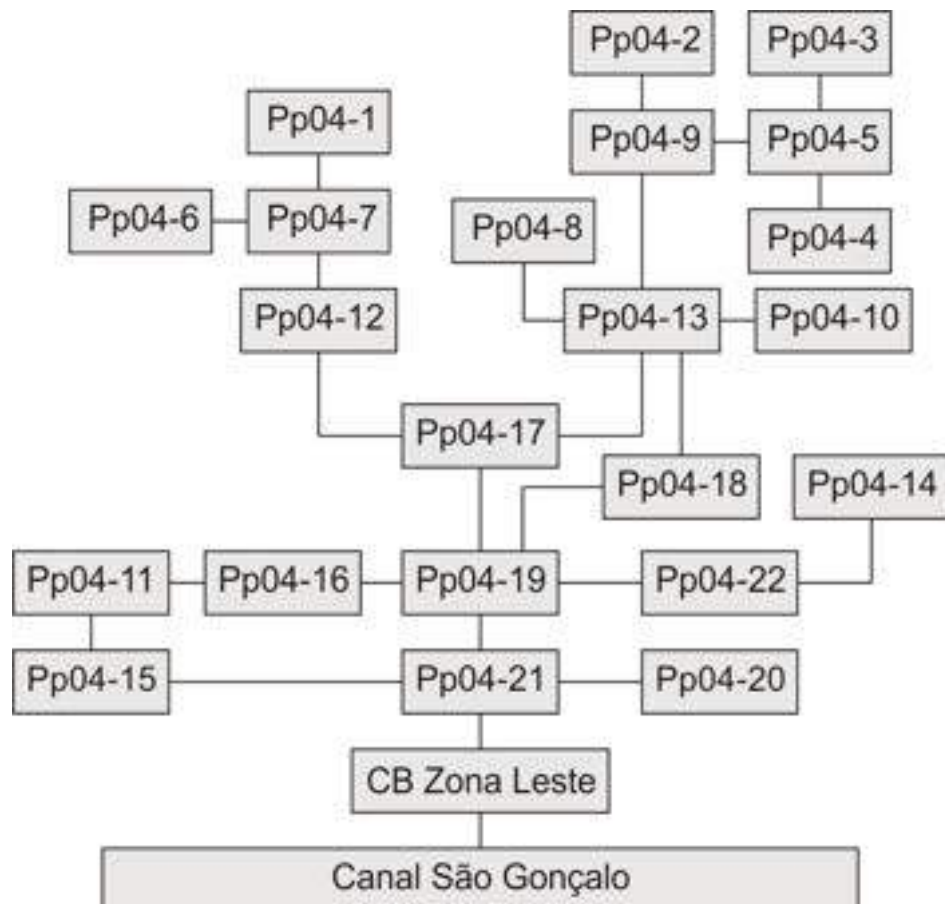 Pp04-2
Pp04-3
Pp04-1
Pp04-9
Pp04-5
Pp04-6
Pp04-7
Pp04-8
Pp04-4
Pp04-12
Pp04-13
Pp04-10
Pp04-17
Pp04-18
Pp04-14
Pp04-11
Pp04-16
Pp04-19
Pp04-22
Pp04-15
Pp04-21
Pp04-20
CB Zona Leste
Canal São Gonçalo